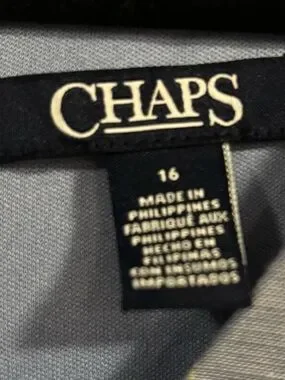 CHAPS
16
MADE IN
PHILIPPINES
FABRIQUÉ AUX
PHILIPPINES
HECHO EN
FILIPINAS
CON INSUMOS
IMPORTADOS